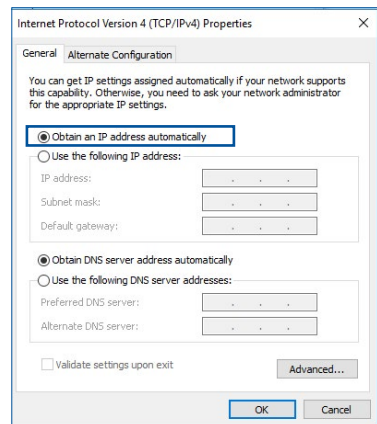 Internet Protocol Version 4 (TCP/IPv4) Properties
General Alternate Configuration
You can get IP settings assigned automatically if your network supports
this capability. Otherwise, you need to ask your network administrator
for the appropriate IP settings.
Obtain an IP address automatically
Use the following IP address:
IP address:
Subnet mask:
Default gateway:
Obtain DNS server address automatically
Use the following DNS server addresses:
Preferred DNS server:
Alternate DNS server:
Validate settings upon exit
Advanced...
OK Cancel